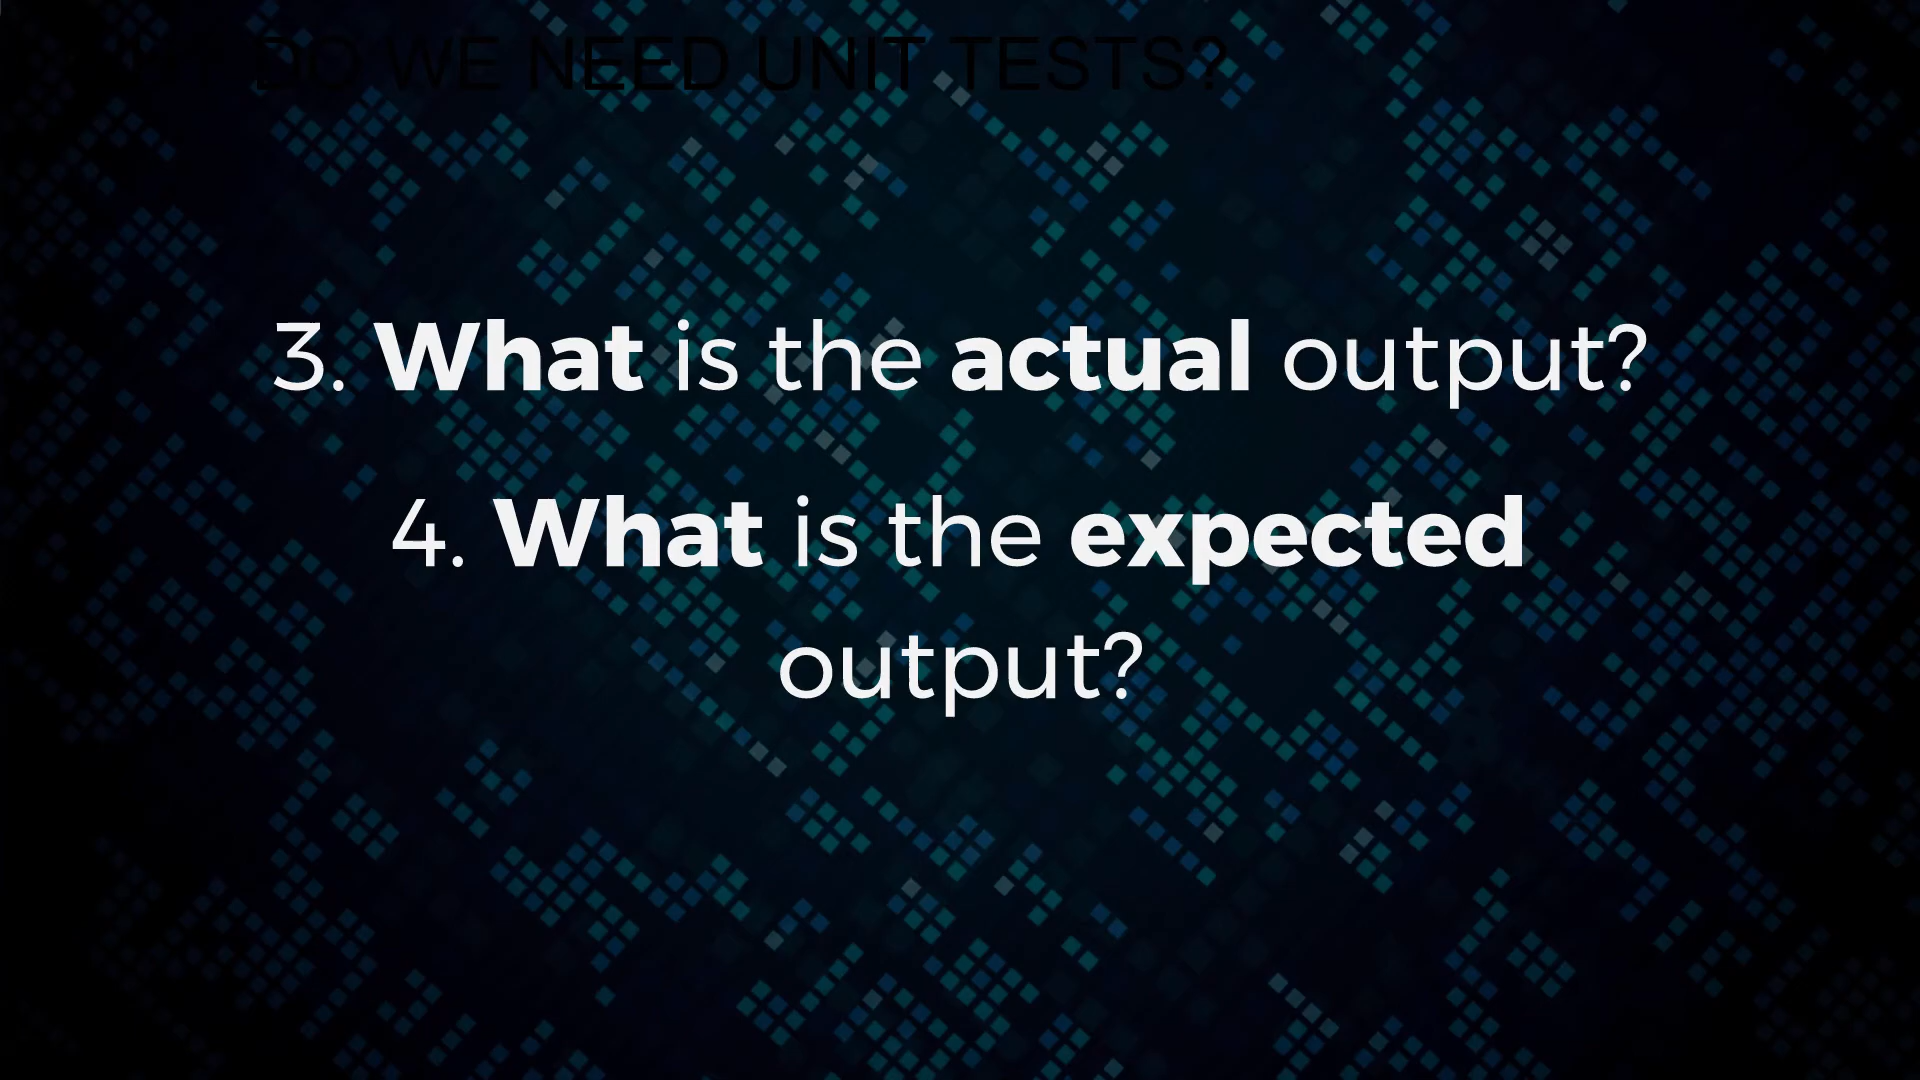 DO WE NEED UNIT TESTS?
3. What is the actual output?
4. What is the expected
output?